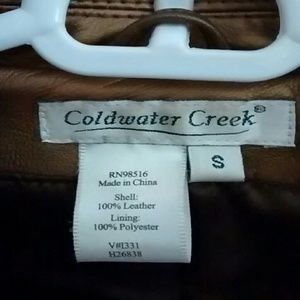 Coldwater Creek®
S
RN98516
Made in China
Shell:
100% Leather
Lining:
100% Polyester
V#1331
H26838